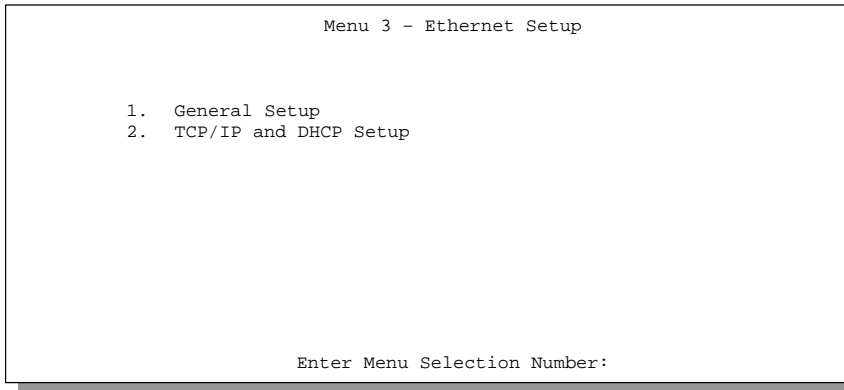 Menu 3 – Ethernet Setup
1. General Setup
2. TCP/IP and DHCP Setup
Enter Menu Selection Number: